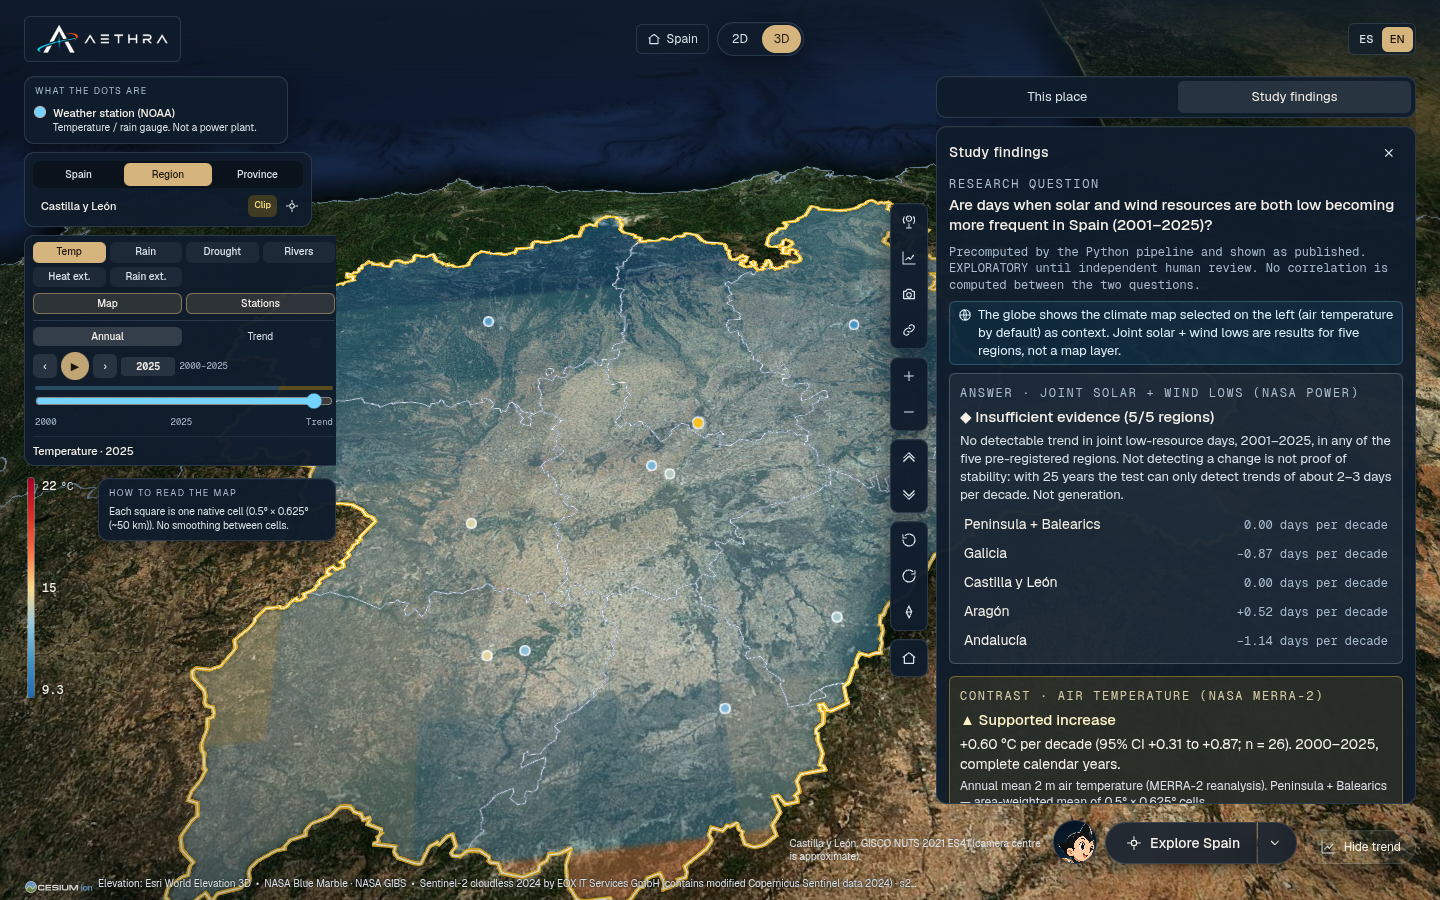 AETHRA
Spain
2D
3D
ES
EN
WHAT THE DOTS ARE
Weather station (NOAA)
Temperature / rain gauge. Not a power plant.
Spain
Region
Province
Castilla y León
Clip
Temp
Rain
Drought
Rivers
Heat ext.
Rain ext.
Map
Stations
Annual
Trend
2025
2000–2025
2000
2025
Trend
Temperature · 2025
22 °C
15
9.3
HOW TO READ THE MAP
Each square is one native cell (0.5° × 0.625°
(~50 km)). No smoothing between cells.
This place
Study findings
Study findings
RESEARCH QUESTION
Are days when solar and wind resources are both low becoming
more frequent in Spain (2001–2025)?
Precomputed by the Python pipeline and shown as published.
EXPLORATORY until independent human review. No correlation is
computed between the two questions.
The globe shows the climate map selected on the left (air temperature
by default) as context. Joint solar + wind lows are results for five
regions, not a map layer.
ANSWER · JOINT SOLAR + WIND LOWS (NASA POWER)
◆ Insufficient evidence (5/5 regions)
No detectable trend in joint low-resource days, 2001–2025, in any of the
five pre-registered regions. Not detecting a change is not proof of
stability: with 25 years the test can only detect trends of about 2–3 days
per decade. Not generation.
Peninsula + Balearics 0.00 days per decade
Galicia −0.87 days per decade
Castilla y León 0.00 days per decade
Aragón +0.52 days per decade
Andalucía −1.14 days per decade
CONTRAST · AIR TEMPERATURE (NASA MERRA-2)
▲ Supported increase
+0.60 °C per decade (95% CI +0.31 to +0.87; n = 26). 2000–2025,
complete calendar years.
Annual mean 2 m air temperature (MERRA-2 reanalysis). Peninsula + Balearics
— area-weighted mean of 0.5° × 0.625° cells
Castilla y León, GISCO NUTS 2021 ES41 (camera centre
is approximate).
Explore Spain
Hide trend
CESIUM ion
Elevation: Esri World Elevation 3D • NASA Blue Marble · NASA GIBS • Sentinel-2 cloudless 2024 by EOX IT Services GmbH (contains modified Copernicus Sentinel data 2024) · s2...